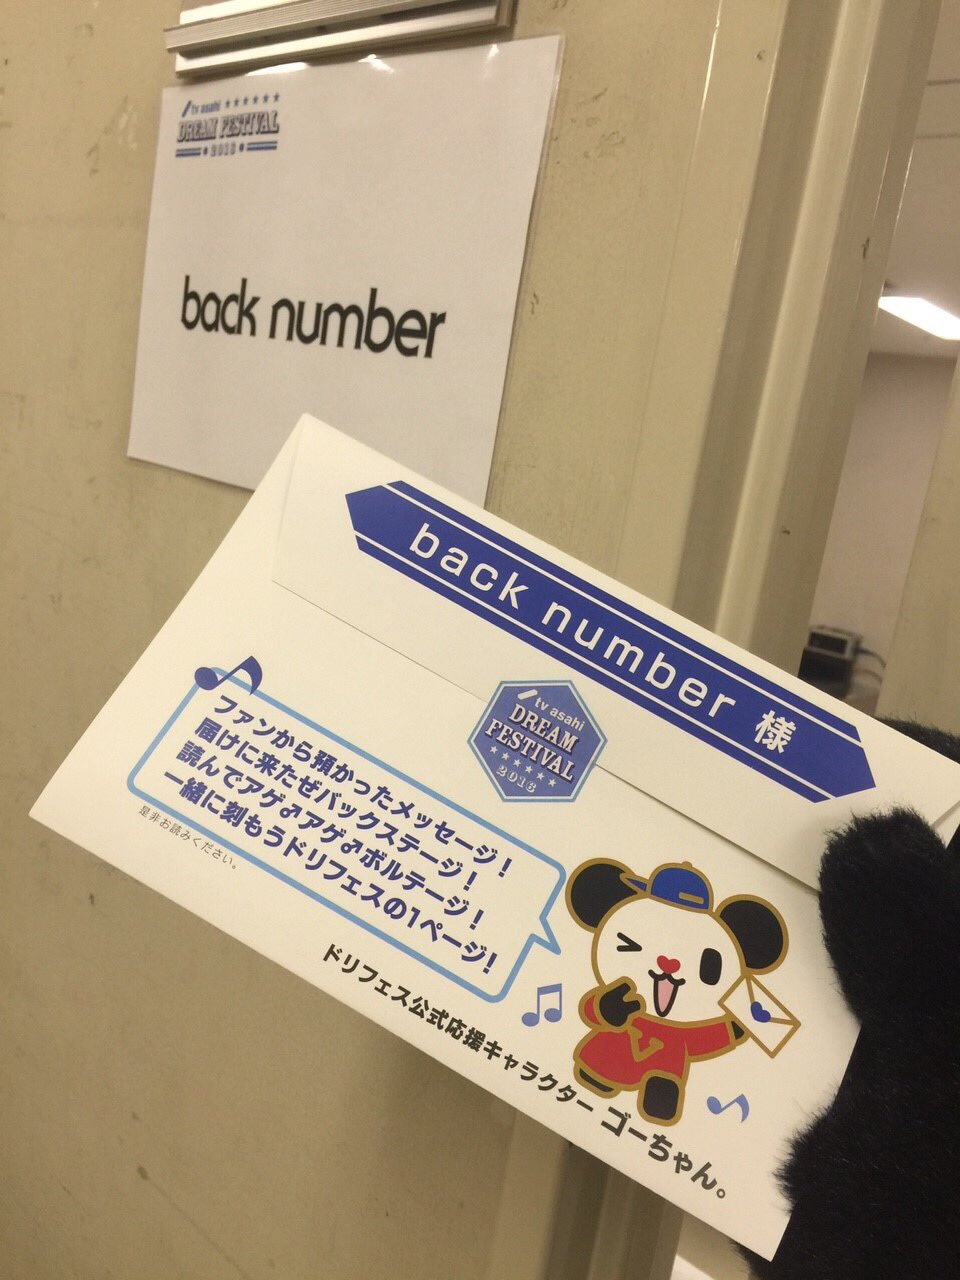 tv asahi
DREAM FESTIVAL
2016
back number
back number 様
tv asahi
DREAM
FESTIVAL
2016
ファンから預かったメッセージ!
届けに来たぜバックステージ!
読んでアゲ♂アゲ♂ボルテージ!
一緒に刻もうドリフェスの1ページ!
是非お読みください。
V
ドリフェス公式応援キャラクター ゴーちゃん。